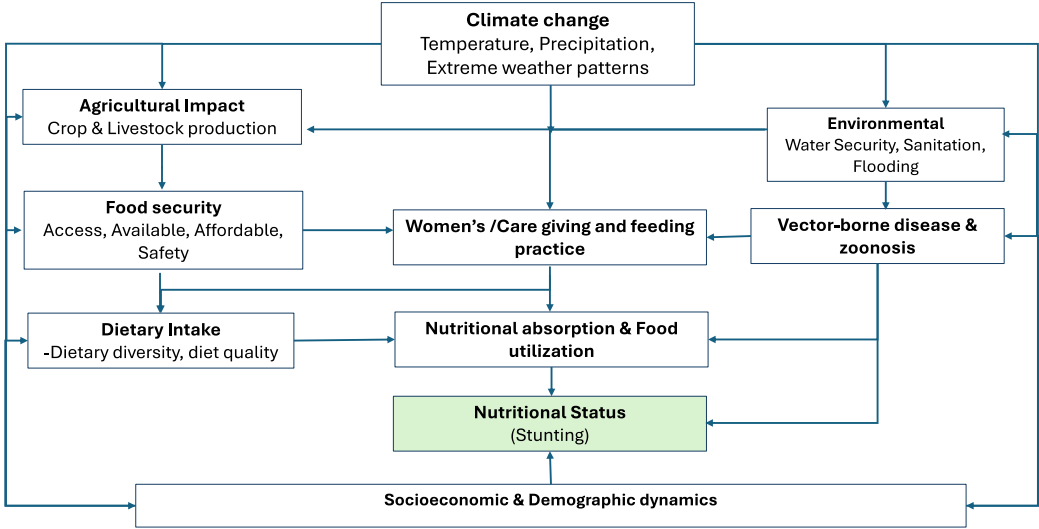 Climate change
Temperature, Precipitation,
Extreme weather patterns
Agricultural Impact
Crop & Livestock production
Environmental
Water Security, Sanitation,
Flooding
Food security
Access, Available, Affordable,
Safety
Women's /Care giving and feeding
practice
Vector-borne disease &
zoonosis
Dietary Intake
-Dietary diversity, diet quality
Nutritional absorption & Food
utilization
Nutritional Status
(Stunting)
Socioeconomic & Demographic dynamics